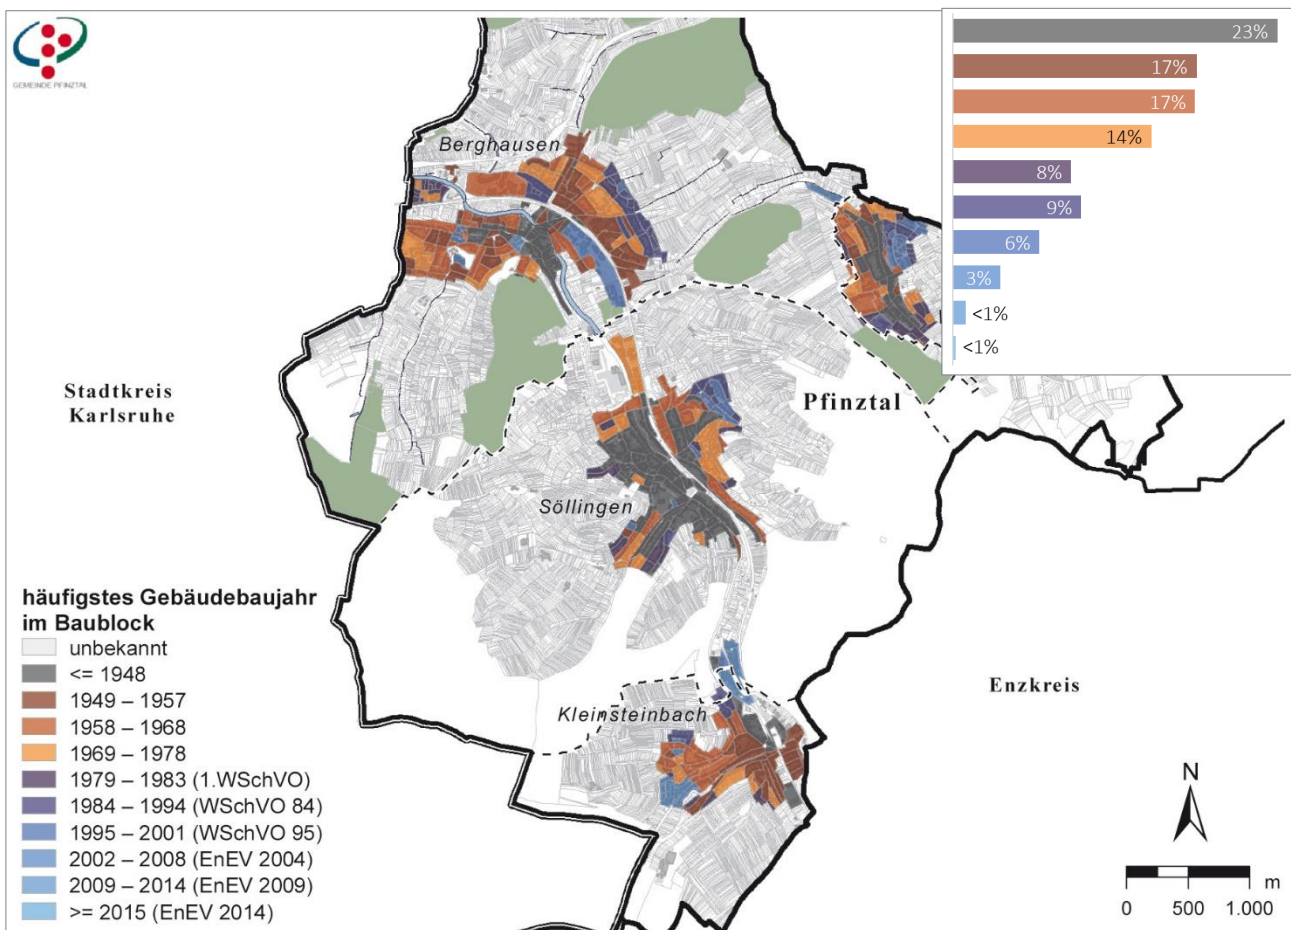 GEMEINDE PFINZTAL
23%
17%
17%
14%
8%
9%
6%
3%
<1%
<1%
Berghausen
Stadtkreis
Karlsruhe
Pfinztal
Söllingen
Kleinsteinbach
Enzkreis
häufigstes Gebäudebaujahr
im Baublock
unbekannt
<= 1948
1949 – 1957
1958 – 1968
1969 – 1978
1979 – 1983 (1.WSchVO)
1984 – 1994 (WSchVO 84)
1995 – 2001 (WSchVO 95)
2002 – 2008 (EnEV 2004)
2009 – 2014 (EnEV 2009)
>= 2015 (EnEV 2014)
N
m
0 500 1.000